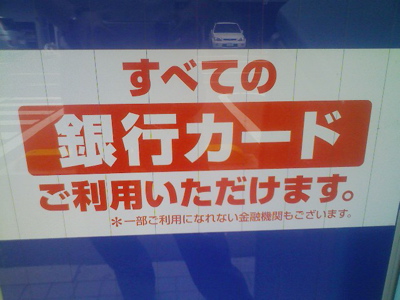 すべての
銀行カード
ご利用いただけます。
＊一部ご利用になれない金融機関もございます。